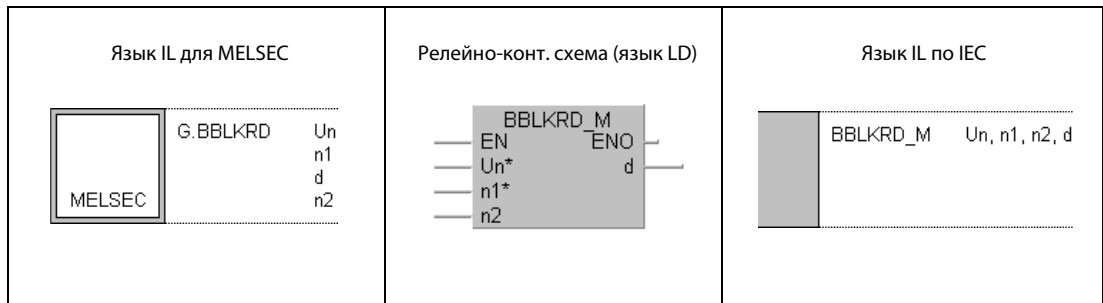 Язык IL для MELSEC
MELSEC
G.BBLKRD Un
n1
d
n2
Релейно-конт. схема (язык LD)
BBLKRD_M
EN ENO
Un* d
n1*
n2
Язык IL по IEC
BBLKRD_M Un, n1, n2, d